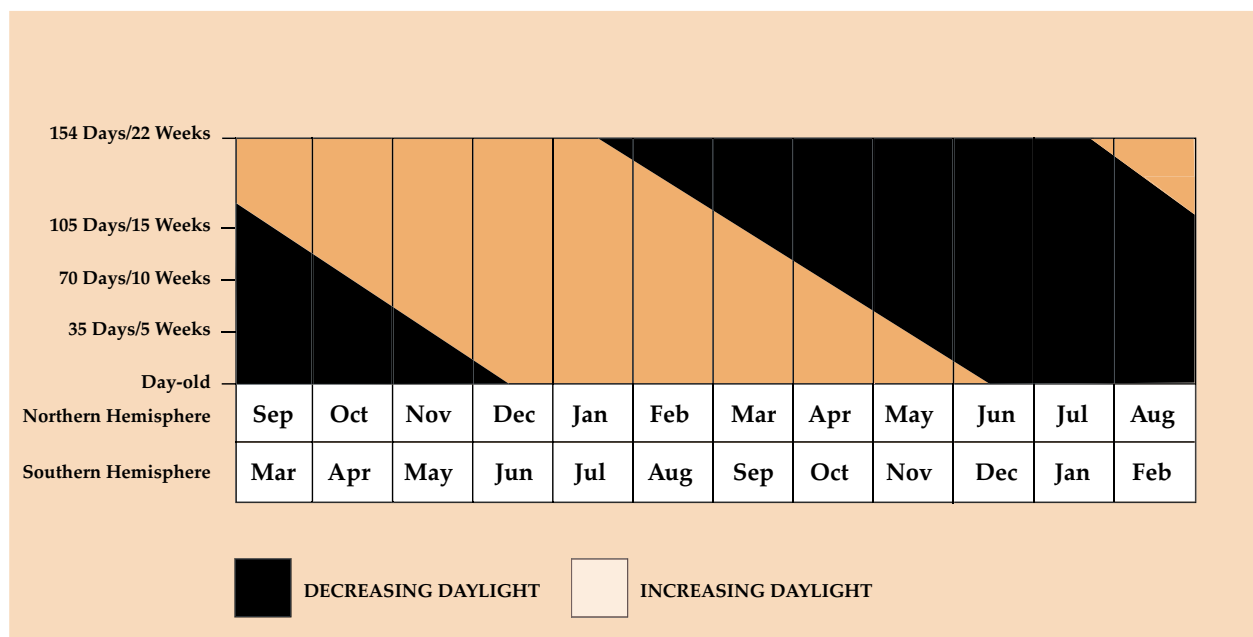 154 Days/22 Weeks
105 Days/15 Weeks
70 Days/10 Weeks
35 Days/5 Weeks
Day-old
Northern Hemisphere Sep Oct Nov Dec Jan Feb Mar Apr May Jun Jul Aug
Southern Hemisphere Mar Apr May Jun Jul Aug Sep Oct Nov Dec Jan Feb
DECREASING DAYLIGHT INCREASING DAYLIGHT